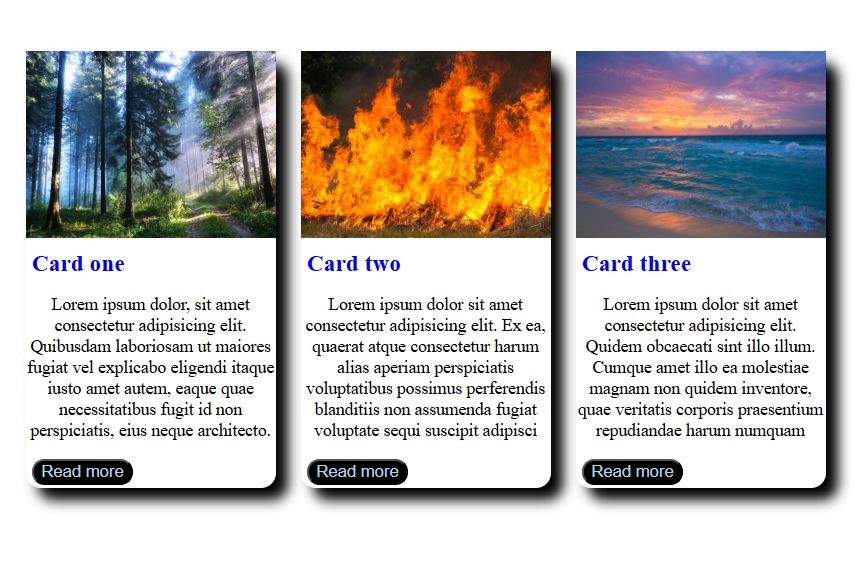 Card one
Lorem ipsum dolor, sit amet
consectetur adipisicing elit.
Quibusdam laboriosam ut maiores
fugiat vel explicabo eligendi itaque
iusto amet autem, eaque quae
necessitatibus fugit id non
perspiciatis, eius neque architecto.
Read more
Card two
Lorem ipsum dolor sit amet
consectetur adipisicing elit. Ex ea,
quaerat atque consectetur harum
alias aperiam perspiciatis
voluptatibus possimus perferendis
blanditiis non assumenda fugiat
voluptate sequi suscipit adipisci
Read more
Card three
Lorem ipsum dolor sit amet
consectetur adipisicing elit.
Quidem obcaecati sint illo illum.
Cumque amet illo ea molestiae
magnam non quidem inventore,
quae veritatis corporis praesentium
repudiandae harum numquam
Read more